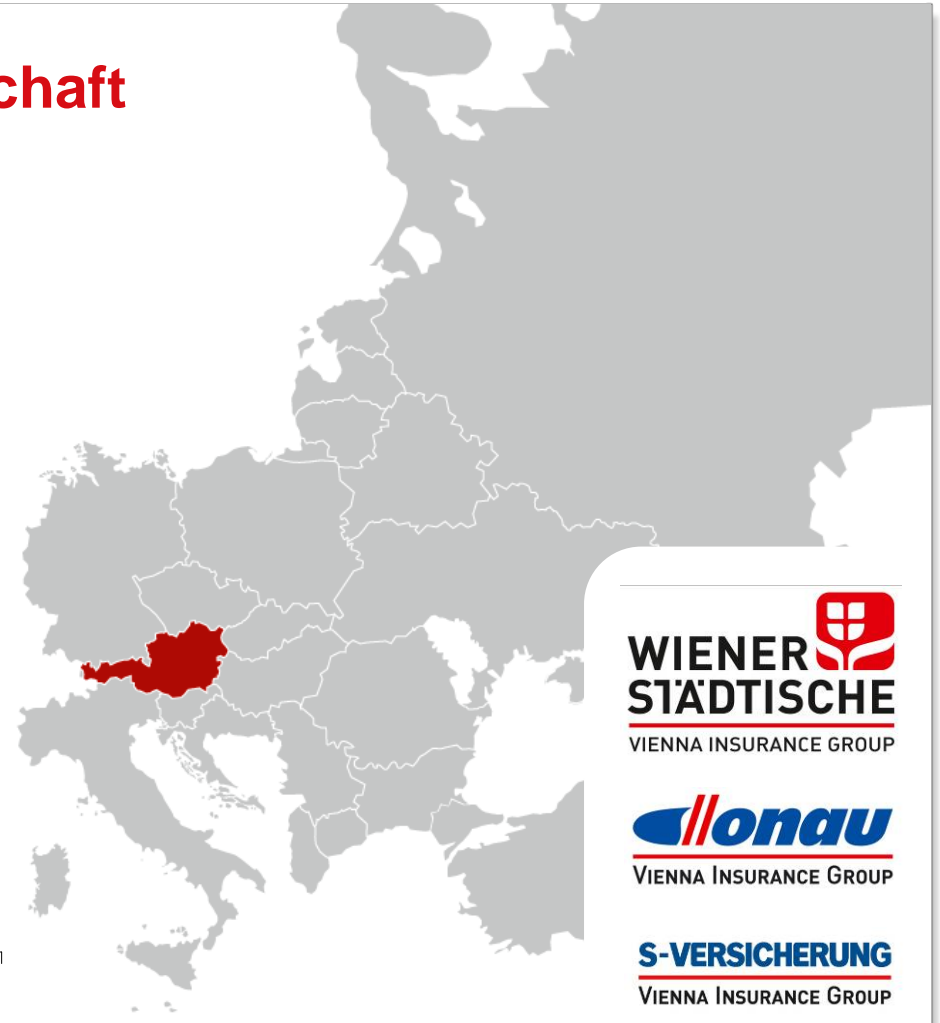 chaft
WIENER
STÄDTISCHE
VIENNA INSURANCE GROUP
donau
VIENNA INSURANCE GROUP
S-VERSICHERUNG
VIENNA INSURANCE GROUP